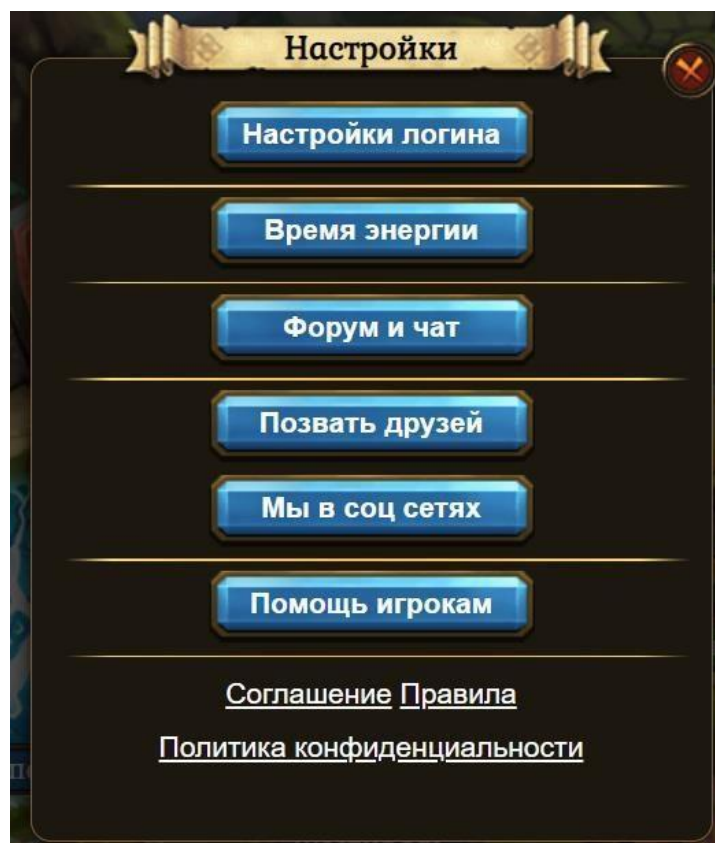 Настройки
Настройки логина
Время энергии
Форум и чат
Позвать друзей
Мы в соц сетях
Помощь игрокам
Соглашение Правила
Политика конфиденциальности